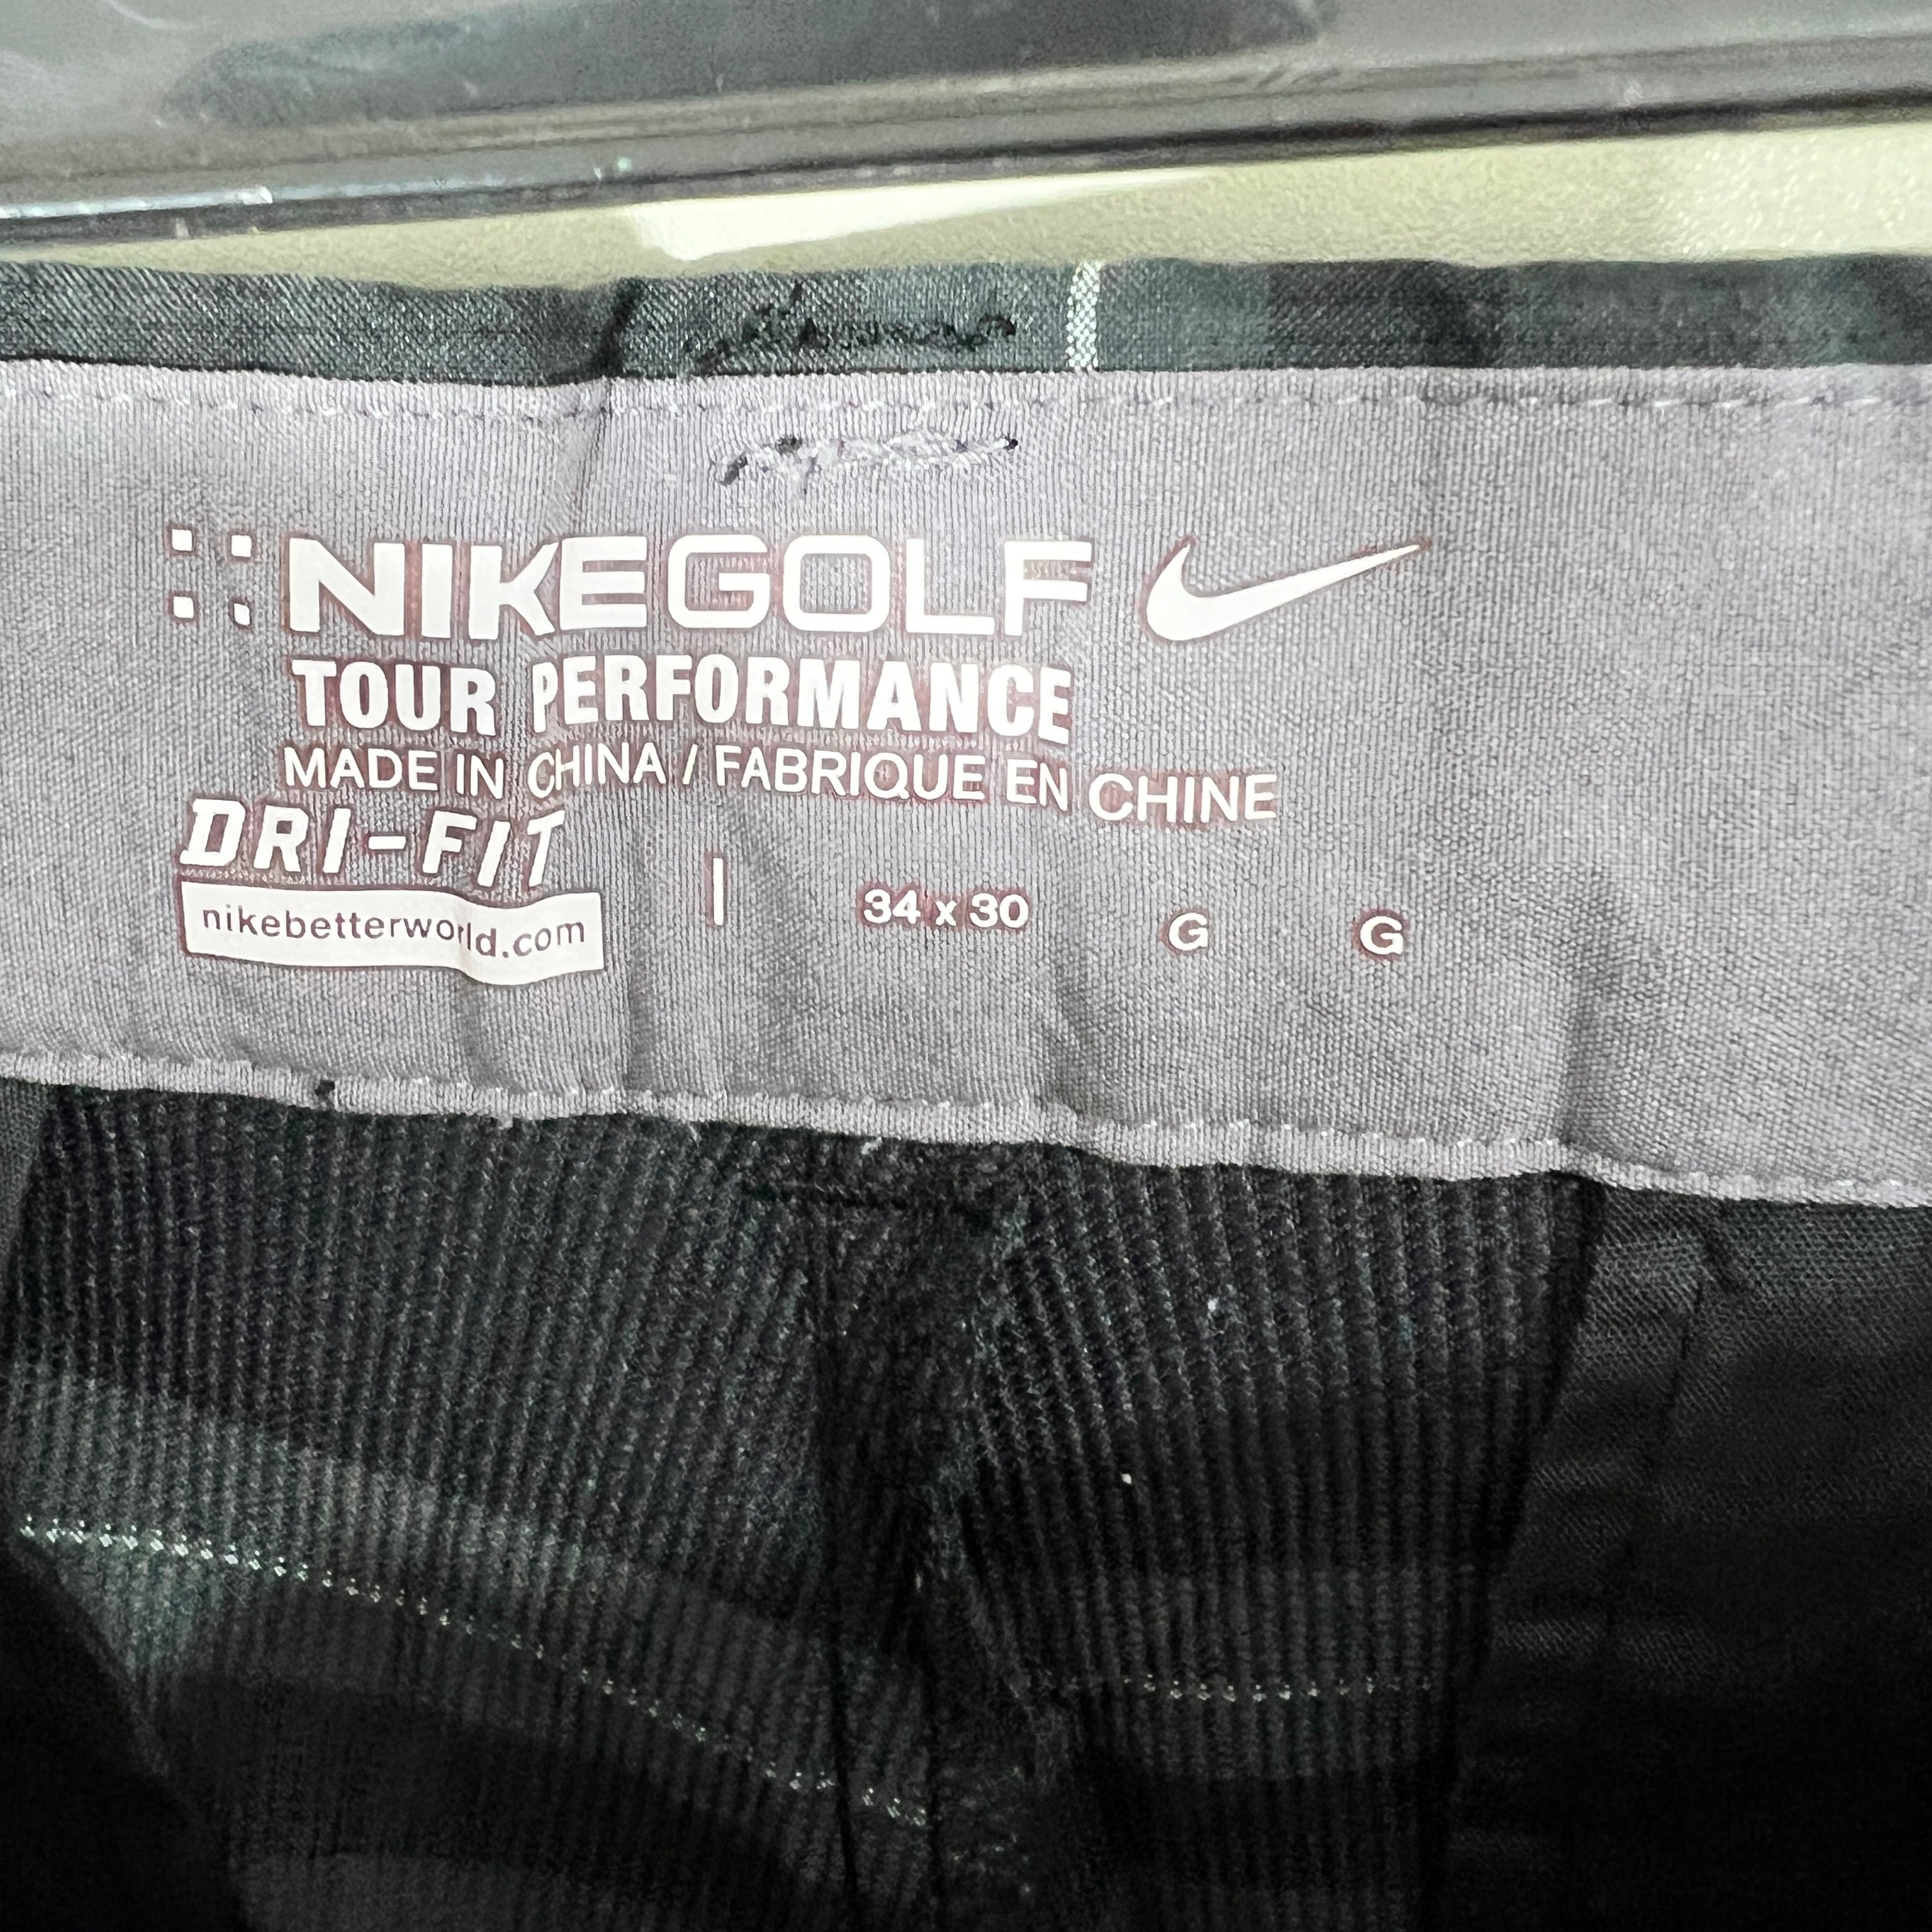 NIKEGOLF
TOUR PERFORMANCE
MADE IN CHINA / FABRIQUE EN CHINE
DRI-FIT
nikebetterworld.com | 34 x 30 G G